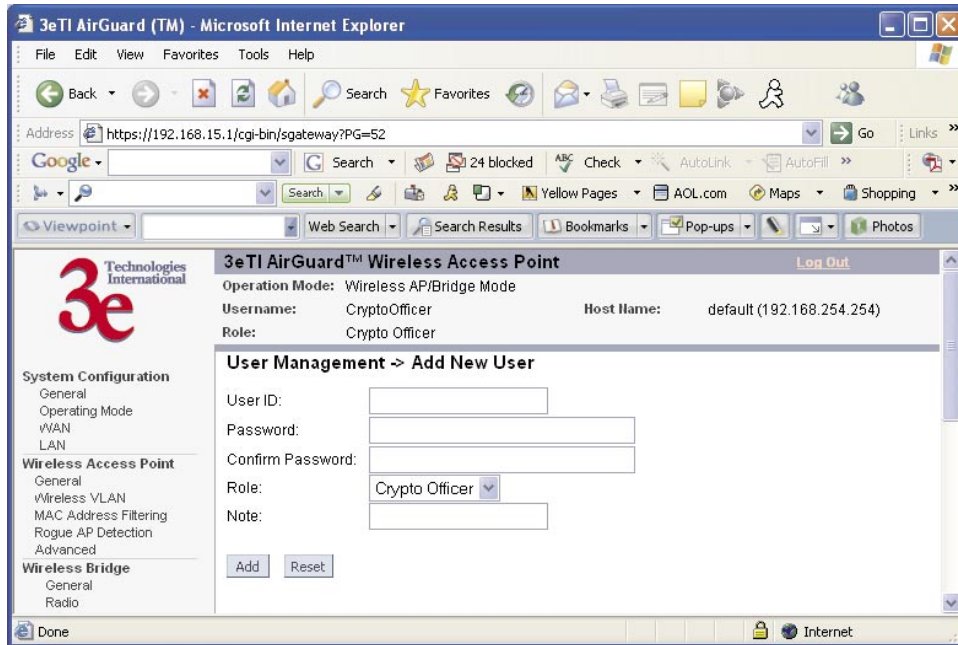 3eTI AirGuard (TM) - Microsoft Internet Explorer
File Edit View Favorites Tools Help
Back Search Favorites
Address https://192.168.15.1/cgi-bin/sgateway?PG=52 Go Links »
Google Search 24 blocked ABC Check AutoLink AutoFill »
Search Yellow Pages AOL.com Maps Shopping »
Viewpoint Web Search Search Results Bookmarks Pop-ups Photos
3e Technologies International
3eTI AirGuard™ Wireless Access Point Log Out
Operation Mode: Wireless AP/Bridge Mode
Username: CryptoOfficer Host Name: default (192.168.254.254)
Role: Crypto Officer
System Configuration
General
Operating Mode
WAN
LAN
Wireless Access Point
General
Wireless VLAN
MAC Address Filtering
Rogue AP Detection
Advanced
Wireless Bridge
General
Radio
User Management -> Add New User
User ID:
Password:
Confirm Password:
Role: Crypto Officer
Note:
Add Reset
Done Internet